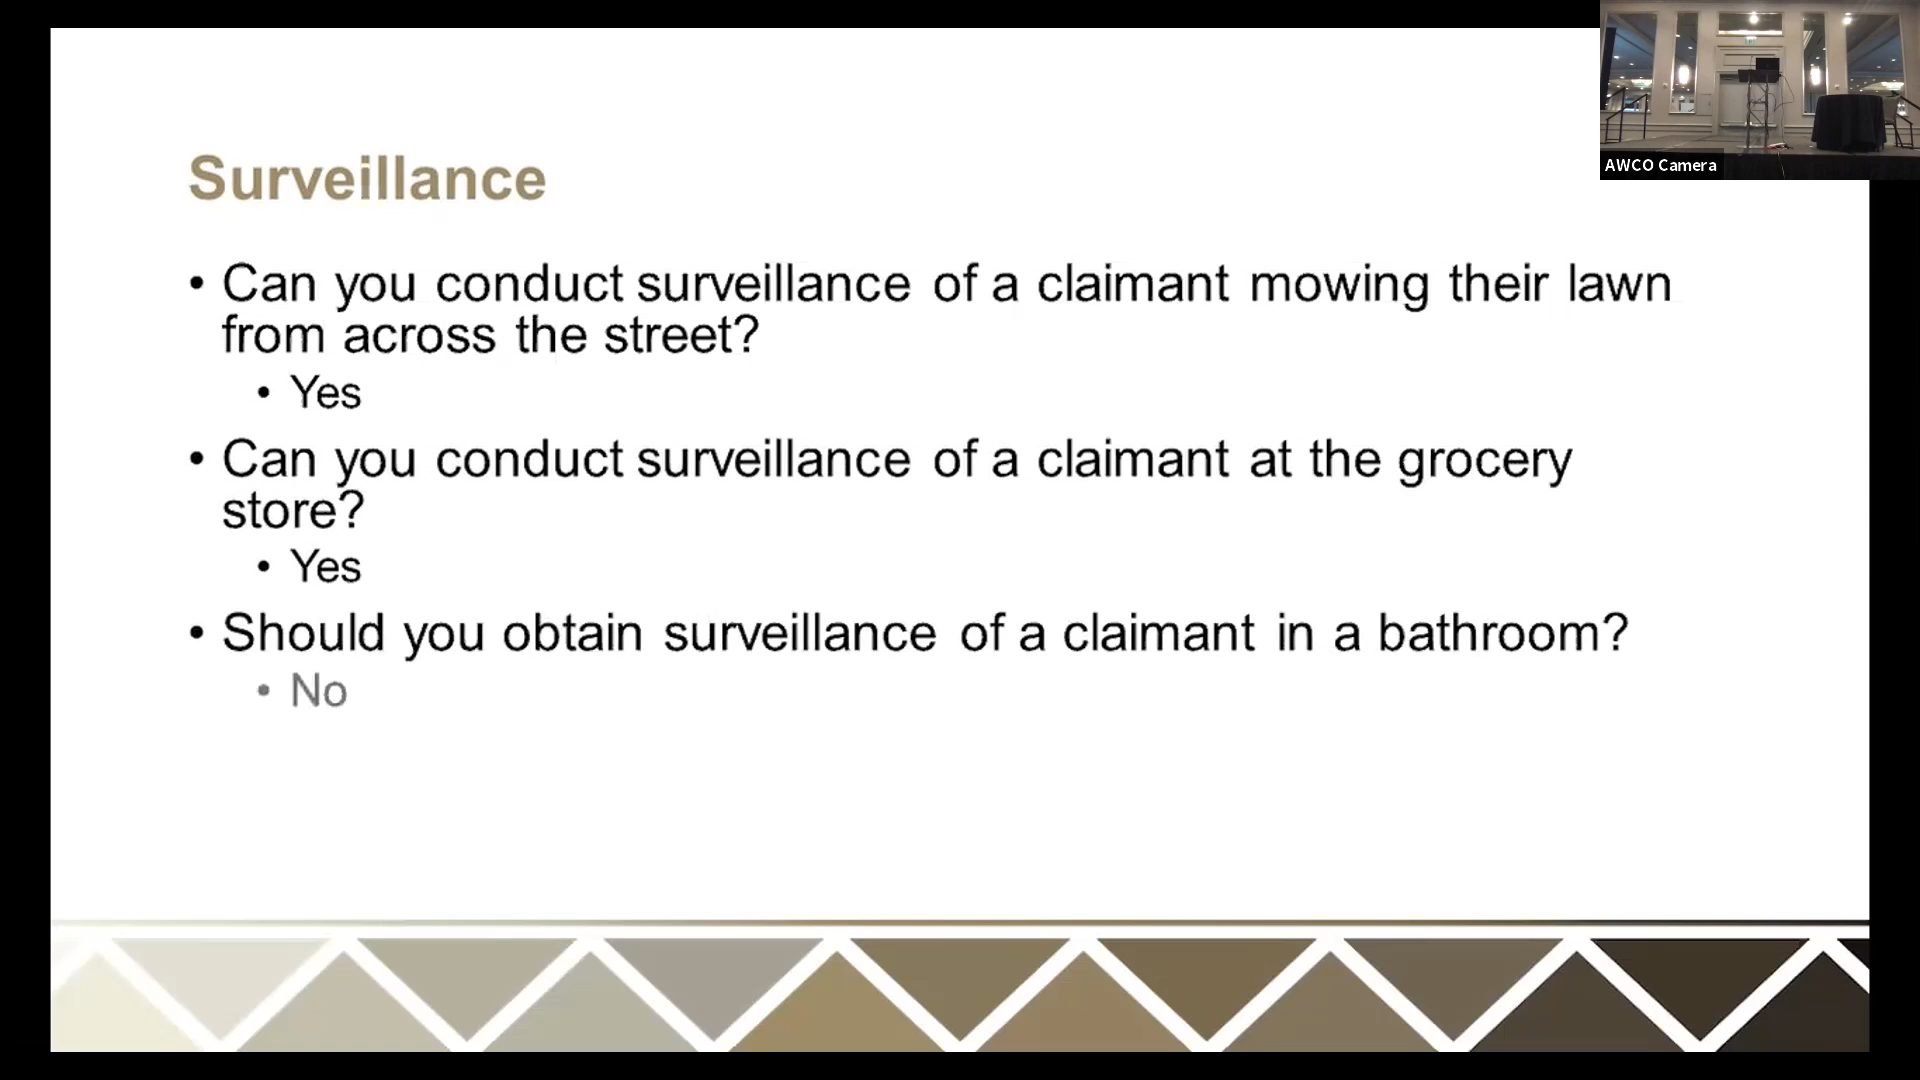 Surveillance
• Can you conduct surveillance of a claimant mowing their lawn
from across the street?
• Yes
• Can you conduct surveillance of a claimant at the grocery
store?
• Yes
• Should you obtain surveillance of a claimant in a bathroom?
• No
AWCO Camera